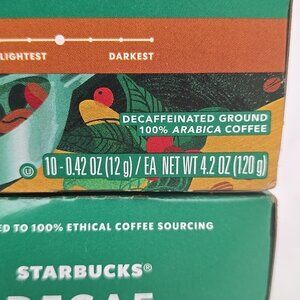 LIGHTEST DARKEST
DECAFFEINATED GROUND
100% ARABICA COFFEE
10 - 0.42 OZ (12 g) / EA NET WT 4.2 OZ (120 g)
TO 100% ETHICAL COFFEE SOURCING
STARBUCKS®
DECAF